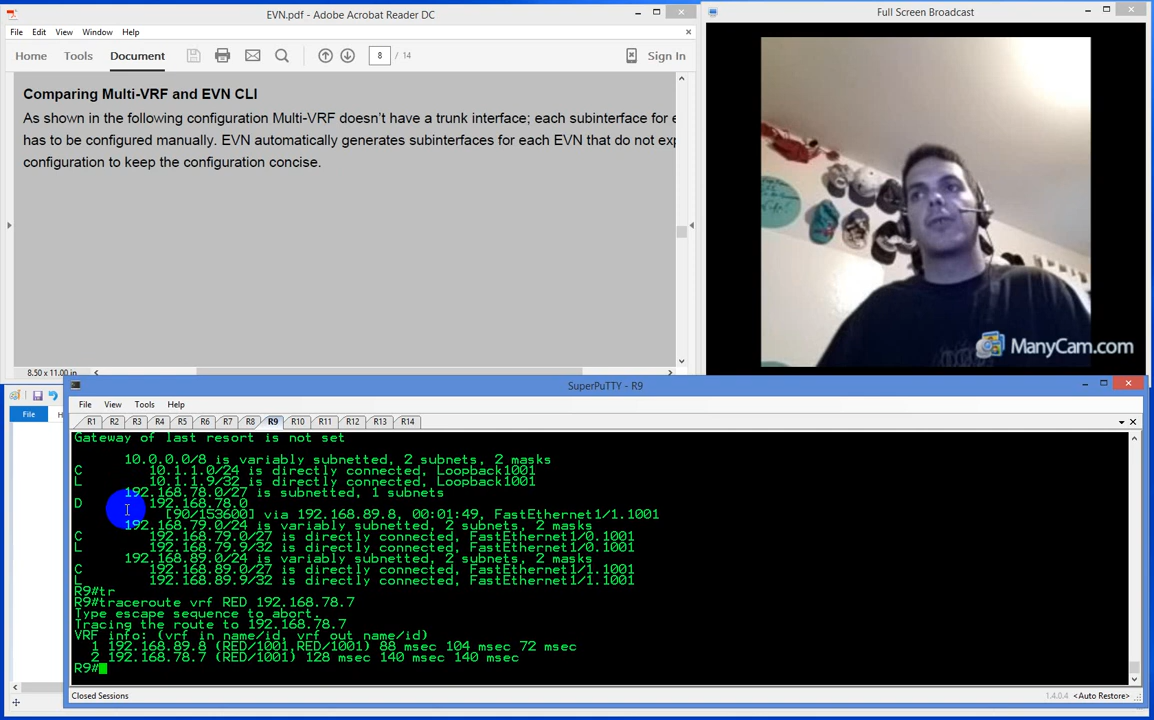 EVN.pdf - Adobe Acrobat Reader DC
File Edit View Window Help
Home Tools Document 8 / 14 Sign In
Comparing Multi-VRF and EVN CLI
As shown in the following configuration Multi-VRF doesn't have a trunk interface; each subinterface for e
has to be configured manually. EVN automatically generates subinterfaces for each EVN that do not exp
configuration to keep the configuration concise.
8.50 x 11.00 in
Full Screen Broadcast
ManyCam.com
File
SuperPuTTY - R9
File View Tools Help
R1 R2 R3 R4 R5 R6 R7 R8 R9 R10 R11 R12 R13 R14
Gateway of last resort is not set
10.0.0.0/8 is variably subnetted, 2 subnets, 2 masks
C 10.1.1.0/24 is directly connected, Loopback1001
L 10.1.1.9/32 is directly connected, Loopback1001
192.168.78.0/27 is subnetted, 1 subnets
D 192.168.78.0
[90/153600] via 192.168.89.8, 00:01:49, FastEthernet1/1.1001
192.168.79.0/24 is variably subnetted, 2 subnets, 2 masks
C 192.168.79.0/27 is directly connected, FastEthernet1/0.1001
L 192.168.79.9/32 is directly connected, FastEthernet1/0.1001
192.168.89.0/24 is variably subnetted, 2 subnets, 2 masks
C 192.168.89.0/27 is directly connected, FastEthernet1/1.1001
L 192.168.89.9/32 is directly connected, FastEthernet1/1.1001
R9#tr
R9#traceroute vrf RED 192.168.78.7
Type escape sequence to abort.
Tracing the route to 192.168.78.7
VRF info: (vrf in name/id, vrf out name/id)
1 192.168.89.8 (RED/1001,RED/1001) 88 msec 104 msec 72 msec
2 192.168.78.7 (RED/1001) 128 msec 140 msec 140 msec
R9#
Closed Sessions 1.4.0.4 <Auto Restore>